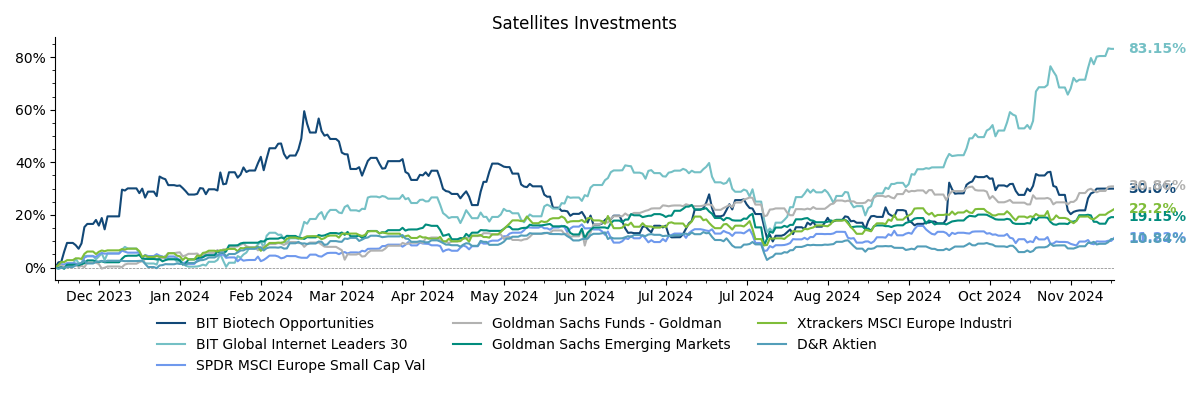 Satellites Investments
80%
60%
40%
20%
0%
83.15%
30.86%
22.2%
19.15%
Dec 2023 Jan 2024 Feb 2024 Mar 2024 Apr 2024 May 2024 Jun 2024 Jul 2024 Jul 2024 Aug 2024 Sep 2024 Oct 2024 Nov 2024
BIT Biotech Opportunities
BIT Global Internet Leaders 30
SPDR MSCI Europe Small Cap Val
Goldman Sachs Funds - Goldman
Goldman Sachs Emerging Markets
Xtrackers MSCI Europe Industri
D&R Aktien